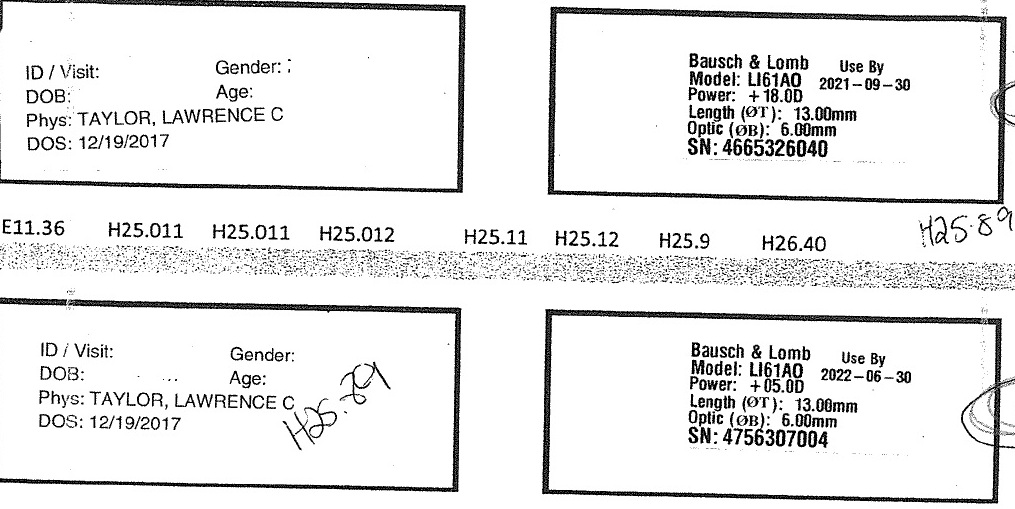 ID / Visit:
Gender:
DOB:
Age:
Phys: TAYLOR, LAWRENCE C
DOS: 12/19/2017
Bausch & Lomb
Use By
Model: LI61AO
2021-09-30
Power: +18.0D
Length (ØT): 13.00mm
Optic (ØB): 6.00mm
SN: 4665326040
E11.36 H25.011 H25.011 H25.012 H25.11 H25.12 H25.9 H26.40 H25.89
ID / Visit:
Gender:
DOB:
Age:
Phys: TAYLOR, LAWRENCE C
DOS: 12/19/2017
H25.89
Bausch & Lomb
Use By
Model: LI61AO
2022-06-30
Power: +05.0D
Length (ØT): 13.00mm
Optic (ØB): 6.00mm
SN: 4756307004